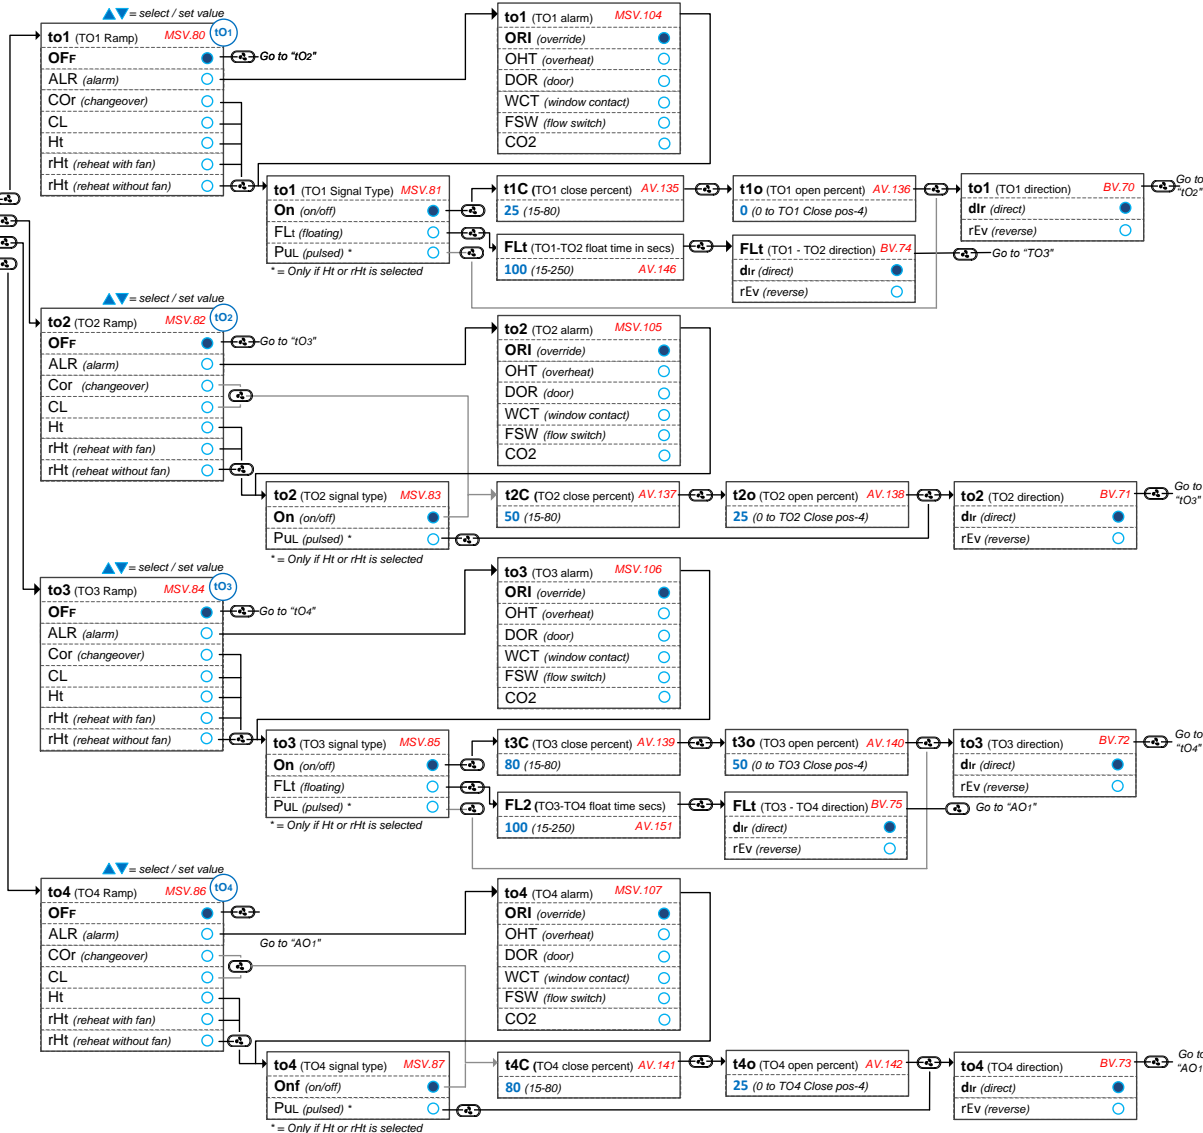 = select / set value
to1 (TO1 Ramp) MSV.80 tO1
OFF
Go to “tO2”
ALR (alarm)
COr (changeover)
CL
Ht
rHt (reheat with fan)
rHt (reheat without fan)
to1 (TO1 alarm) MSV.104
ORI (override)
OHT (overheat)
DOR (door)
WCT (window contact)
FSW (flow switch)
CO2
to1 (TO1 Signal Type) MSV.81
On (on/off)
FLt (floating)
PuL (pulsed) *
* = Only if Ht or rHt is selected
t1C (TO1 close percent) AV.135
25 (15-80)
t1o (TO1 open percent) AV.136
0 (0 to TO1 Close pos-4)
to1 (TO1 direction) BV.70
dIr (direct)
rEv (reverse)
Go to
“tO2”
FLt (TO1-TO2 float time in secs)
100 (15-250) AV.146
FLt (TO1 - TO2 direction) BV.74
dIr (direct)
rEv (reverse)
Go to “TO3”
= select / set value
to2 (TO2 Ramp) MSV.82 tO2
OFF
Go to “tO3”
ALR (alarm)
Cor (changeover)
CL
Ht
rHt (reheat with fan)
rHt (reheat without fan)
to2 (TO2 alarm) MSV.105
ORI (override)
OHT (overheat)
DOR (door)
WCT (window contact)
FSW (flow switch)
CO2
to2 (TO2 signal type) MSV.83
On (on/off)
PuL (pulsed) *
* = Only if Ht or rHt is selected
t2C (TO2 close percent) AV.137
50 (15-80)
t2o (TO2 open percent) AV.138
25 (0 to TO2 Close pos-4)
to2 (TO2 direction) BV.71
dIr (direct)
rEv (reverse)
Go to
“tO3”
= select / set value
to3 (TO3 Ramp) MSV.84 tO3
OFF
Go to “tO4”
ALR (alarm)
Cor (changeover)
CL
Ht
rHt (reheat with fan)
rHt (reheat without fan)
to3 (TO3 alarm) MSV.106
ORI (override)
OHT (overheat)
DOR (door)
WCT (window contact)
FSW (flow switch)
CO2
to3 (TO3 signal type) MSV.85
On (on/off)
FLt (floating)
PuL (pulsed) *
* = Only if Ht or rHt is selected
t3C (TO3 close percent) AV.139
80 (15-80)
t3o (TO3 open percent) AV.140
50 (0 to TO3 Close pos-4)
to3 (TO3 direction) BV.72
dIr (direct)
rEv (reverse)
Go to
“tO4”
FL2 (TO3-TO4 float time secs)
100 (15-250) AV.151
FLt (TO3 - TO4 direction) BV.75
dIr (direct)
rEv (reverse)
Go to “AO1”
= select / set value
to4 (TO4 Ramp) MSV.86 tO4
OFF
ALR (alarm)
Go to “AO1”
COr (changeover)
CL
Ht
rHt (reheat with fan)
rHt (reheat without fan)
to4 (TO4 alarm) MSV.107
ORI (override)
OHT (overheat)
DOR (door)
WCT (window contact)
FSW (flow switch)
CO2
to4 (TO4 signal type) MSV.87
Onf (on/off)
PuL (pulsed) *
* = Only if Ht or rHt is selected
t4C (TO4 close percent) AV.141
80 (15-80)
t4o (TO4 open percent) AV.142
25 (0 to TO4 Close pos-4)
to4 (TO4 direction) BV.73
dIr (direct)
rEv (reverse)
Go to
“AO1